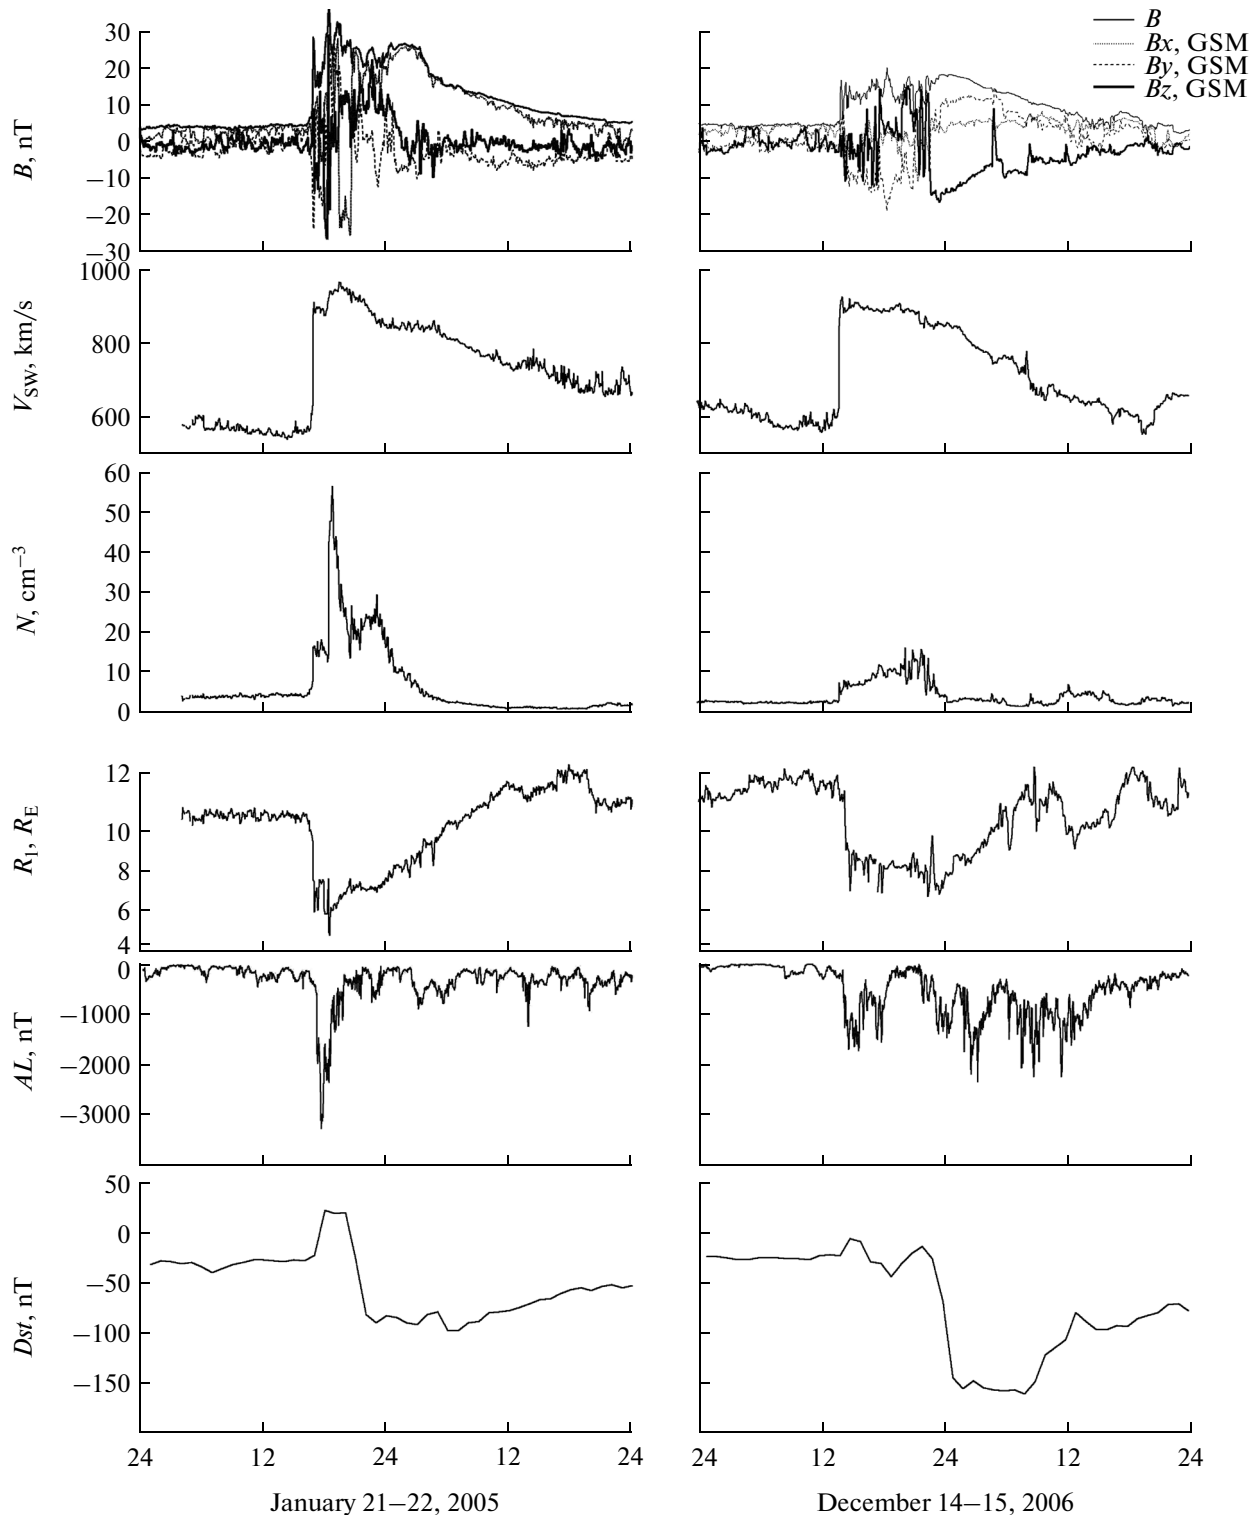 B
Bx, GSM
By, GSM
Bz, GSM
B, nT
30
20
10
0
−10
−20
−30
V_SW, km/s
1000
800
600
N, cm⁻³
60
50
40
30
20
10
0
R₁, R_E
12
10
8
6
4
AL, nT
0
−1000
−2000
−3000
Dst, nT
50
0
−50
−100
−150
24 12 24 12 24 24 12 24 12 24
January 21−22, 2005 December 14−15, 2006